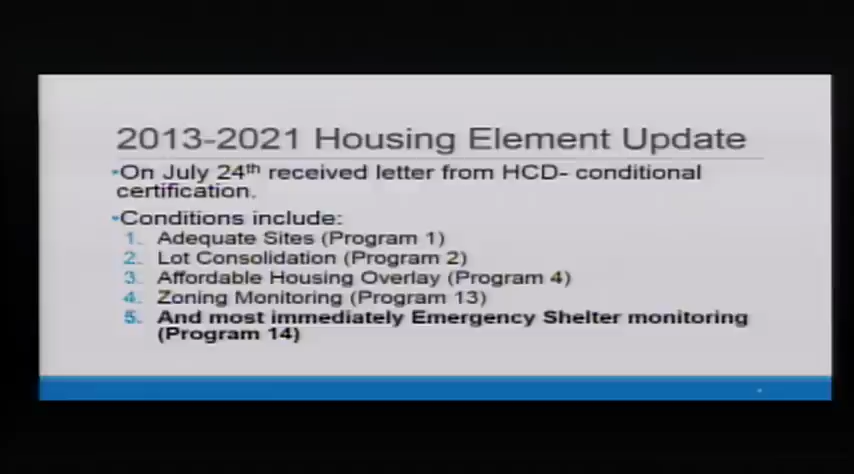 2013-2021 Housing Element Update
•On July 24th received letter from HCD- conditional
certification.
•Conditions include:
1. Adequate Sites (Program 1)
2. Lot Consolidation (Program 2)
3. Affordable Housing Overlay (Program 4)
4. Zoning Monitoring (Program 13)
5. And most immediately Emergency Shelter monitoring
(Program 14)